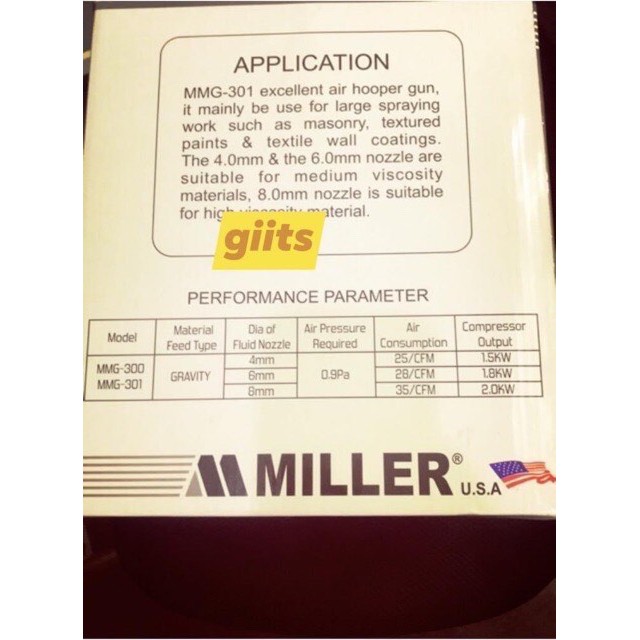 APPLICATION
MMG-301 excellent air hooper gun,
it mainly be use for large spraying
work such as masonry, textured
paints & textile wall coatings.
The 4.0mm & the 6.0mm nozzle are
suitable for medium viscosity
materials, 8.0mm nozzle is suitable
for high viscosity material.
giits
PERFORMANCE PARAMETER
Model Material Feed Type Dia of Fluid Nozzle Air Pressure Required Air Consumption Compressor Output
MMG-300 MMG-301 GRAVITY 4mm 0.9Pa 25/CFM 1.5KW
6mm 28/CFM 1.8KW
8mm 35/CFM 2.0KW
MILLER® U.S.A